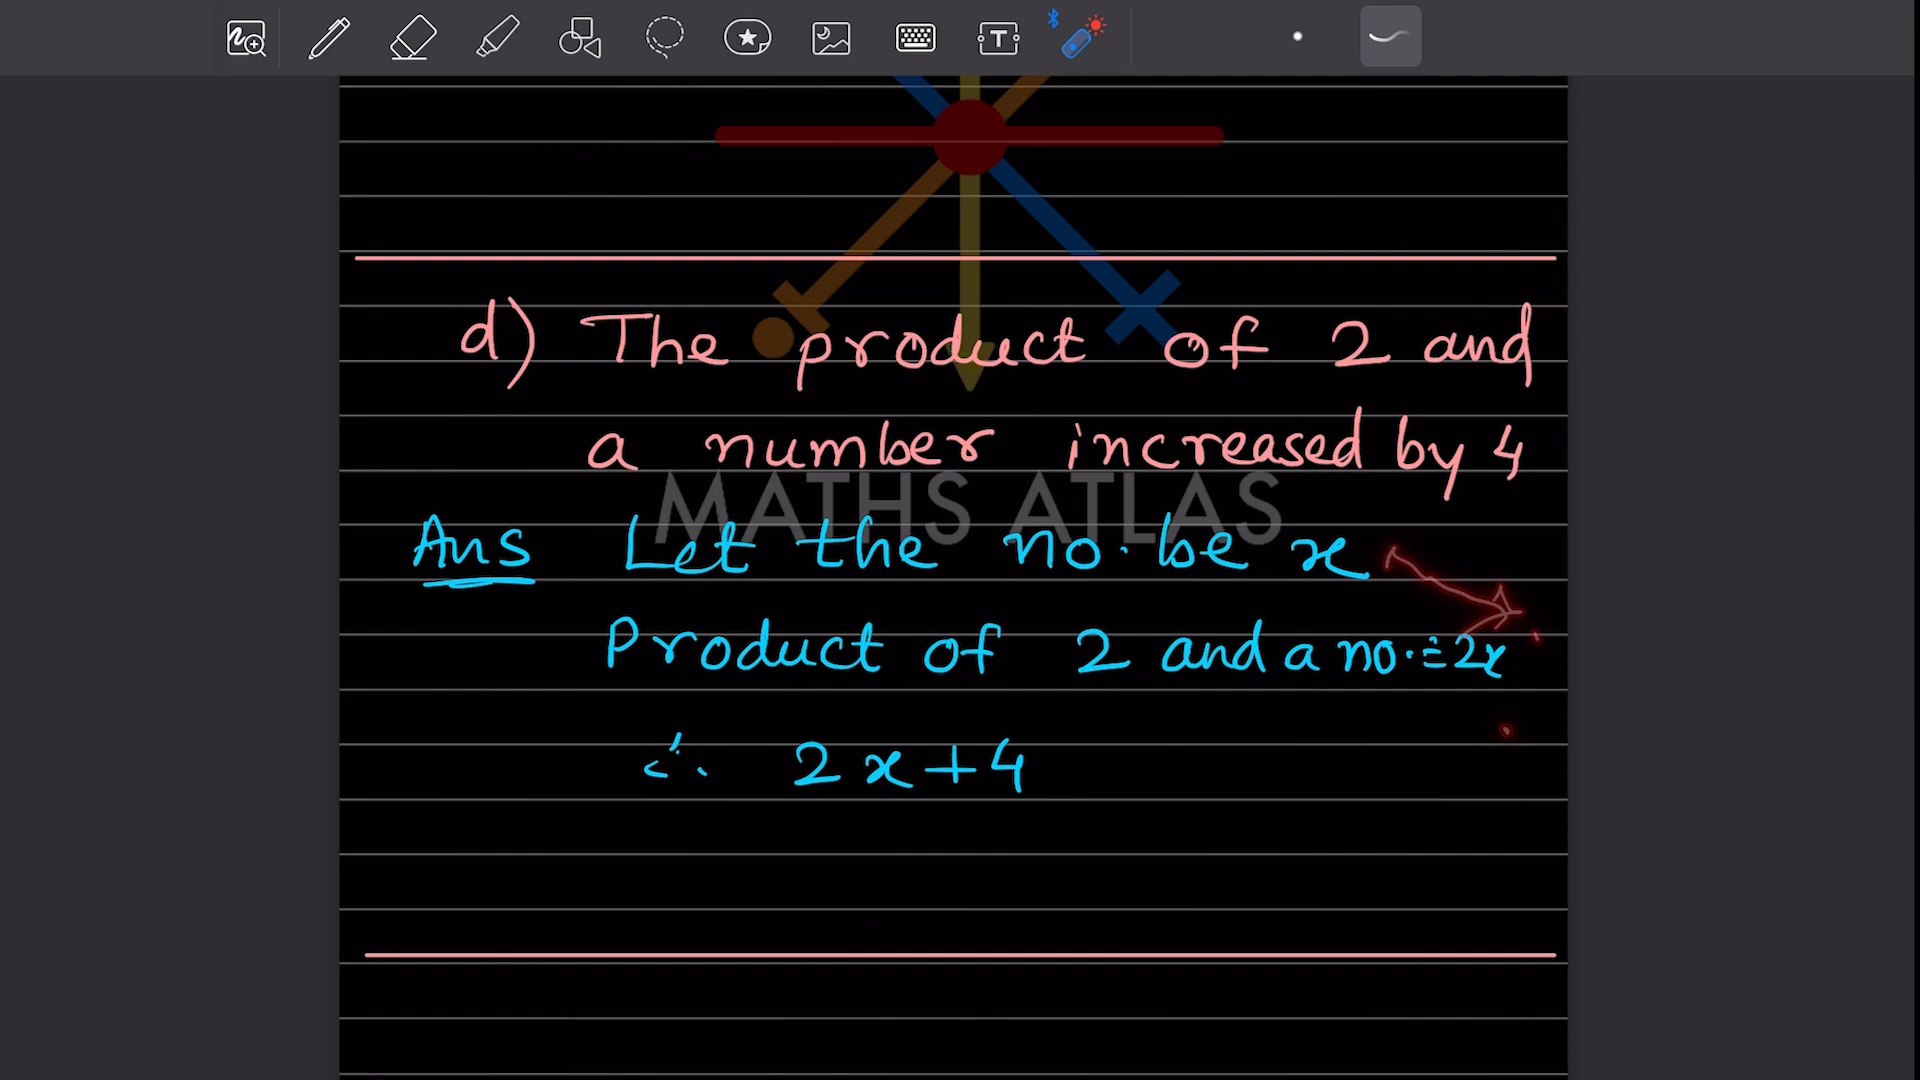 d) The product of 2 and
a number increased by 4
MATHS ATLAS
Ans Let the no. be x
Product of 2 and a no. = 2x
∴ 2x+4